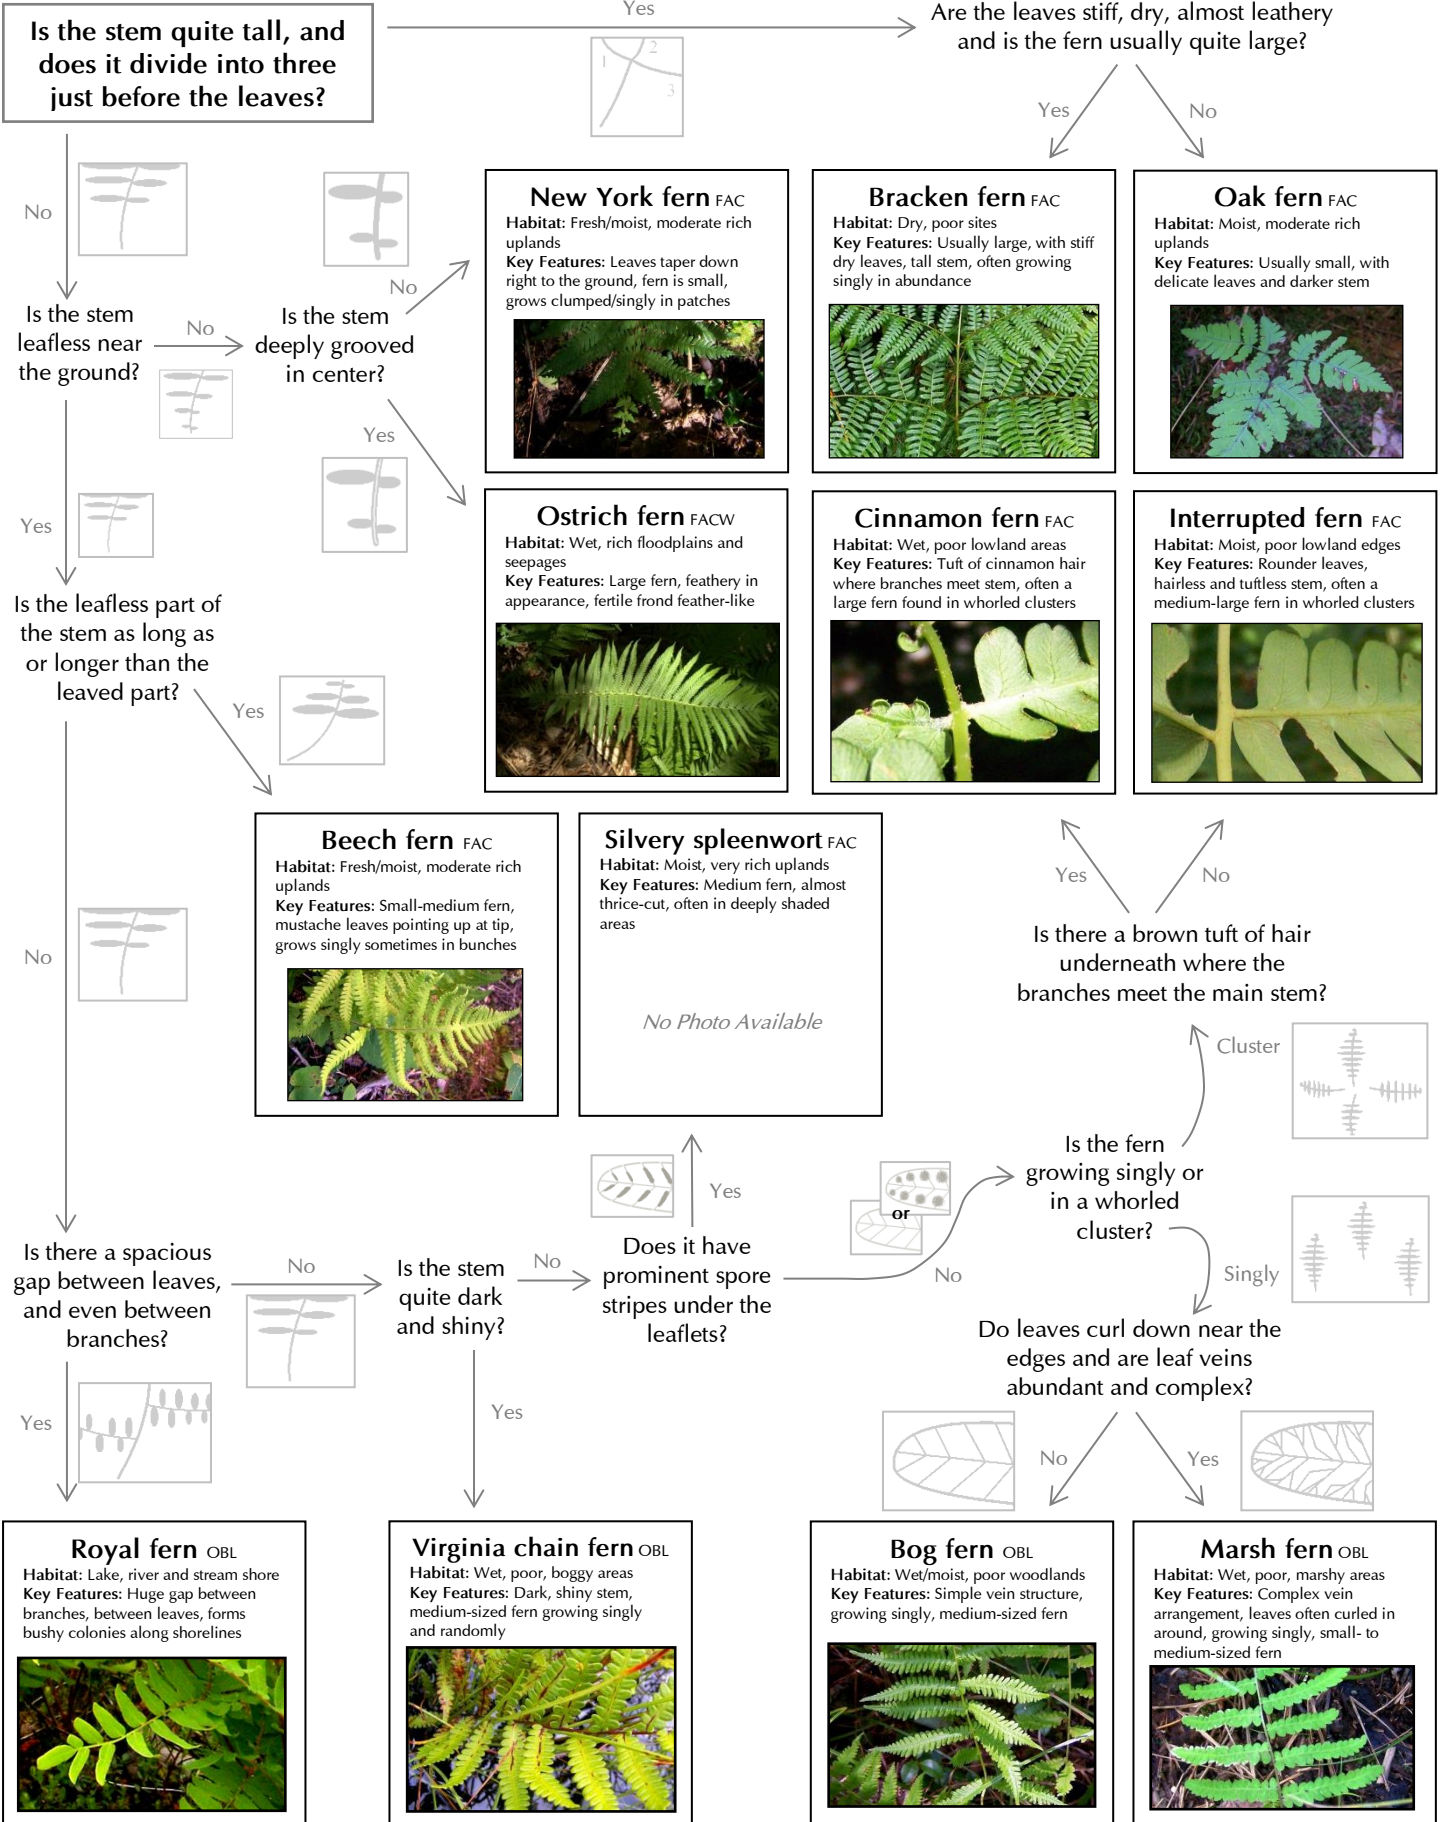 Is the stem quite tall, and
does it divide into three
just before the leaves?
Yes
1
2
3
Are the leaves stiff, dry, almost leathery
and is the fern usually quite large?
Yes
No
No
Is the stem
leafless near
the ground?
No
Is the stem
deeply grooved
in center?
No
Yes
New York fern FAC
Habitat: Fresh/moist, moderate rich
uplands
Key Features: Leaves taper down
right to the ground, fern is small,
grows clumped/singly in patches
Bracken fern FAC
Habitat: Dry, poor sites
Key Features: Usually large, with stiff
dry leaves, tall stem, often growing
singly in abundance
Oak fern FAC
Habitat: Moist, moderate rich
uplands
Key Features: Usually small, with
delicate leaves and darker stem
Ostrich fern FACW
Habitat: Wet, rich floodplains and
seepages
Key Features: Large fern, feathery in
appearance, fertile frond feather-like
Cinnamon fern FAC
Habitat: Wet, poor lowland areas
Key Features: Tuft of cinnamon hair
where branches meet stem, often a
large fern found in whorled clusters
Interrupted fern FAC
Habitat: Moist, poor lowland edges
Key Features: Rounder leaves,
hairless and tuftless stem, often a
medium-large fern in whorled clusters
Yes
Is the leafless part of
the stem as long as
or longer than the
leaved part?
Yes
No
Beech fern FAC
Habitat: Fresh/moist, moderate rich
uplands
Key Features: Small-medium fern,
mustache leaves pointing up at tip,
grows singly sometimes in bunches
Silvery spleenwort FAC
Habitat: Moist, very rich uplands
Key Features: Medium fern, almost
thrice-cut, often in deeply shaded
areas
No Photo Available
Yes
No
Is there a brown tuft of hair
underneath where the
branches meet the main stem?
Cluster
Is the fern
growing singly or
in a whorled
cluster?
Singly
Yes
or
No
Is there a spacious
gap between leaves,
and even between
branches?
No
Is the stem
quite dark
and shiny?
No
Does it have
prominent spore
stripes under the
leaflets?
Do leaves curl down near the
edges and are leaf veins
abundant and complex?
Yes
Yes
No
Yes
Royal fern OBL
Habitat: Lake, river and stream shore
Key Features: Huge gap between
branches, between leaves, forms
bushy colonies along shorelines
Virginia chain fern OBL
Habitat: Wet, poor, boggy areas
Key Features: Dark, shiny stem,
medium-sized fern growing singly
and randomly
Bog fern OBL
Habitat: Wet/moist, poor woodlands
Key Features: Simple vein structure,
growing singly, medium-sized fern
Marsh fern OBL
Habitat: Wet, poor, marshy areas
Key Features: Complex vein
arrangement, leaves often curled in
around, growing singly, small- to
medium-sized fern